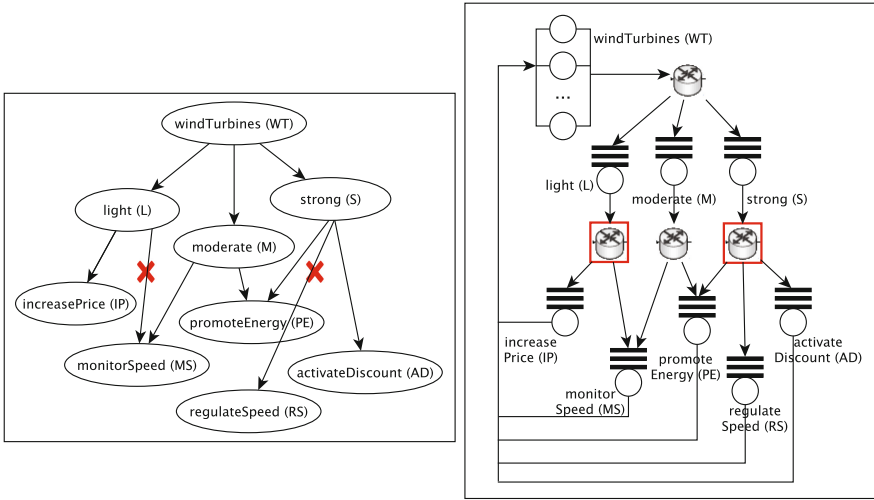 windTurbines (WT)
light (L)
strong (S)
moderate (M)
increasePrice (IP)
promoteEnergy (PE)
monitorSpeed (MS)
activateDiscount (AD)
regulateSpeed (RS)
windTurbines (WT)
...
light (L)
moderate (M)
strong (S)
increase
Price (IP)
monitor
Speed (MS)
promote
Energy (PE)
regulate
Speed (RS)
activate
Discount (AD)